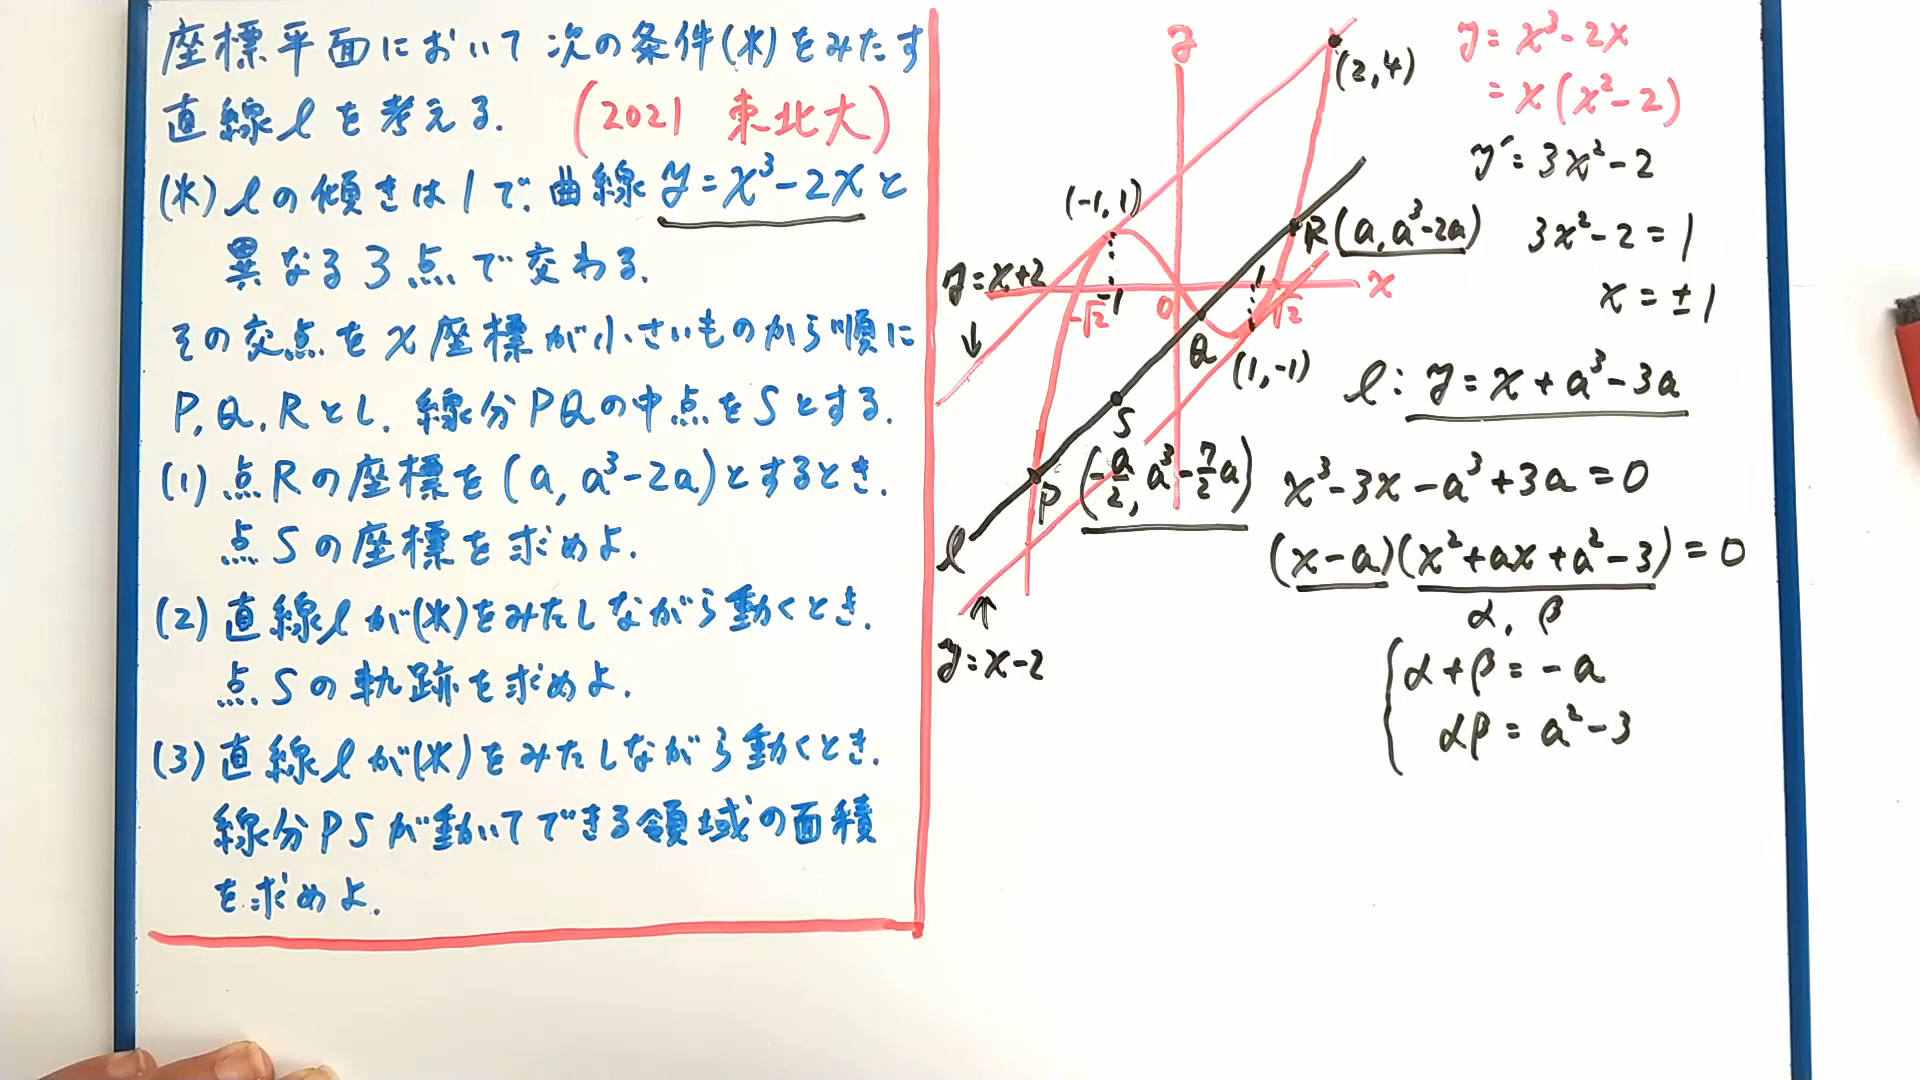 座標平面において次の条件(※)をみたす
直線lを考える. (2021 東北大)
(※) lの傾きは1で、曲線 y=x³-2xと
異なる3点で交わる.
その交点をx座標が小さいものから順に
P, Q, Rとし. 線分PQの中点をSとする.
(1) 点Rの座標を(a, a³-2a)とするとき.
点Sの座標を求めよ.
(2) 直線lが(※)をみたしながら動くとき.
点Sの軌跡を求めよ.
(3) 直線lが(※)をみたしながら動くとき.
線分PSが動いてできる領域の面積
を求めよ.
y
(2,4)
(-1,1)
R(a, a³-2a)
y=x+2
-√2
-1
O
1
√2
x
Q
(1,-1)
S
P
(-a/2, a³-7/2a)
l
y=x-2
y=x³-2x
=x(x²-2)
y′=3x²-2
3x²-2=1
x=±1
l: y=x+a³-3a
x³-3x-a³+3a=0
(x-a)(x²+ax+a²-3)=0
α, β
α+β=-a
αβ=a²-3